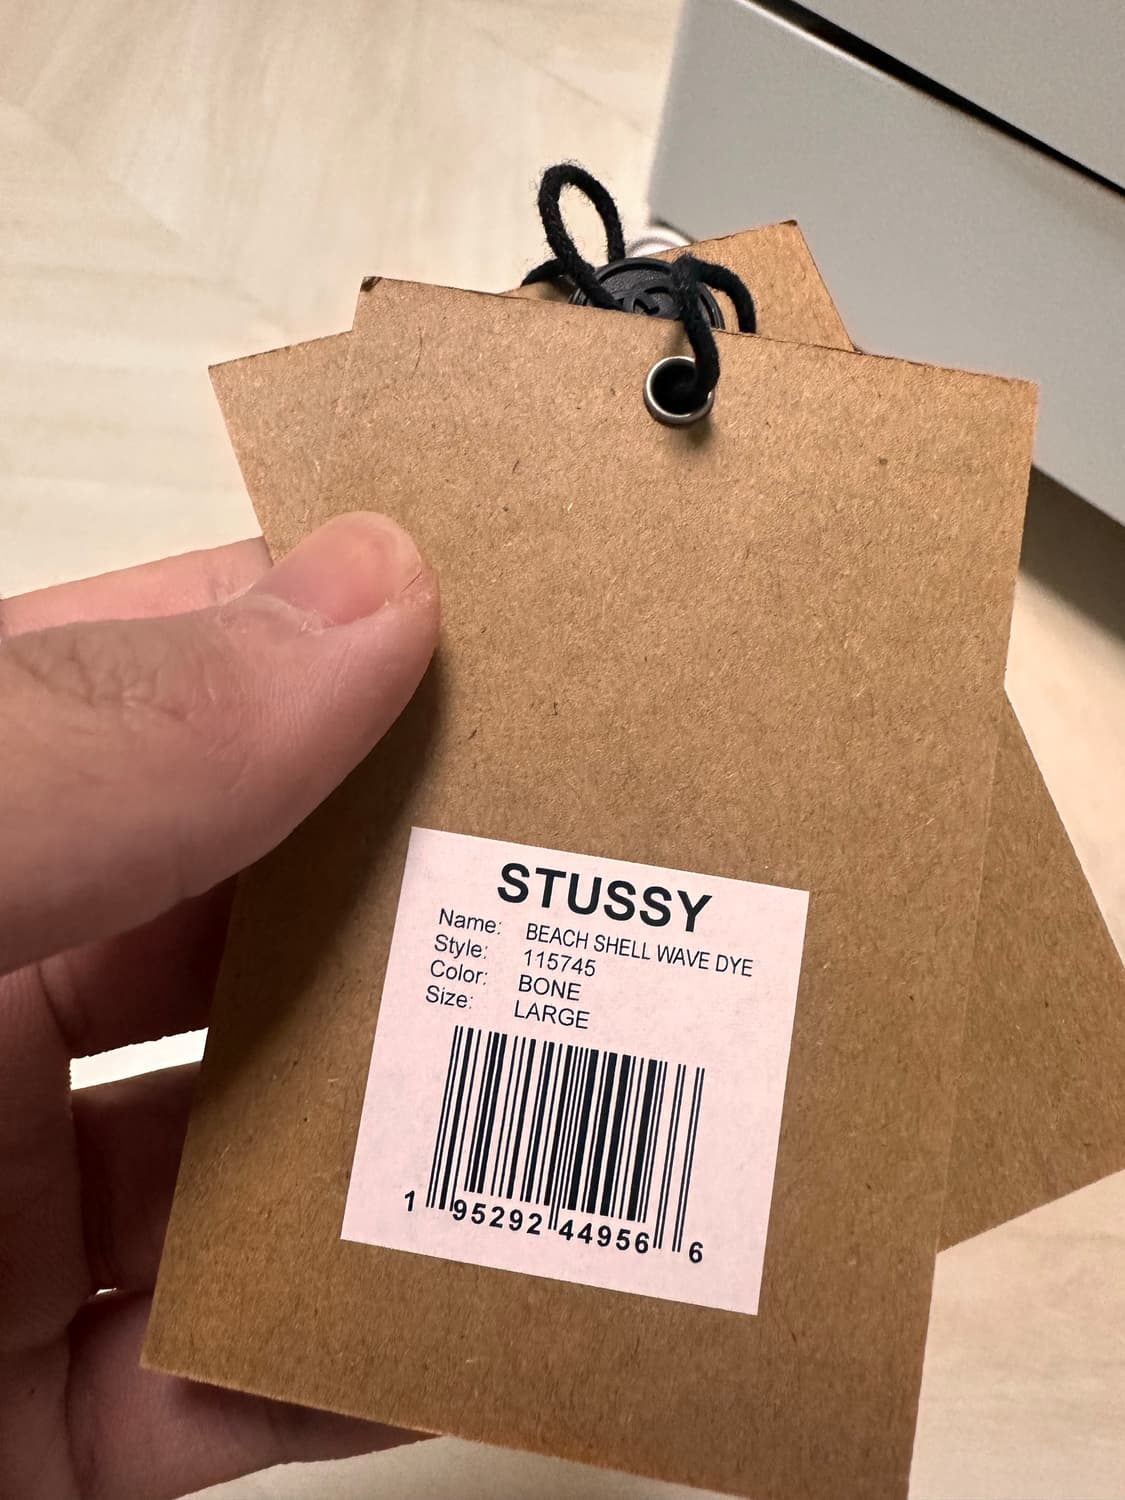 STUSSY
Name: BEACH SHELL WAVE DYE
Style: 115745
Color: BONE
Size: LARGE
1 95292 44956 6